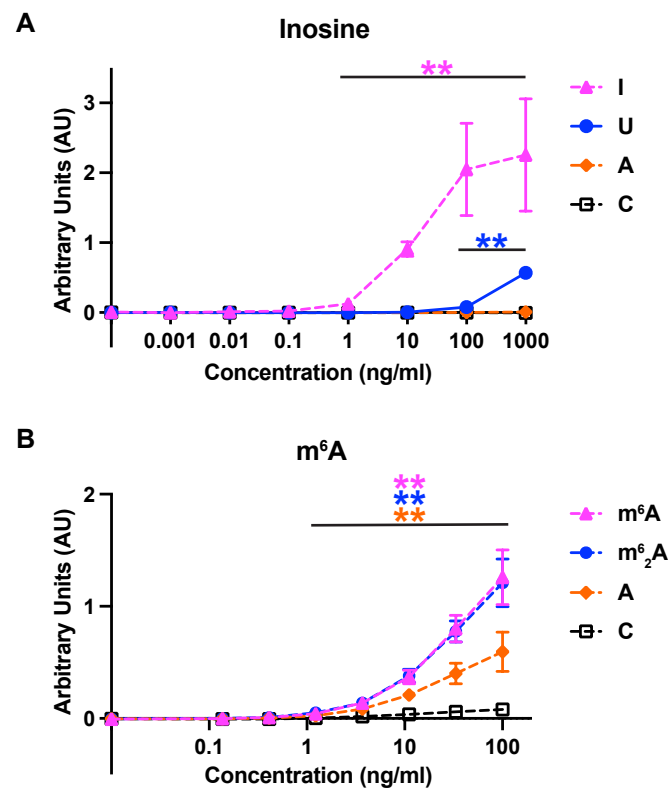 A
Inosine
**
**
3
2
1
0
Arbitrary Units (AU)
0.001 0.01 0.1 1 10 100 1000
Concentration (ng/ml)
I
U
A
C
B
m⁶A
**
**
**
2
1
0
Arbitrary Units (AU)
0.1 1 10 100
Concentration (ng/ml)
m⁶A
m⁶₂A
A
C